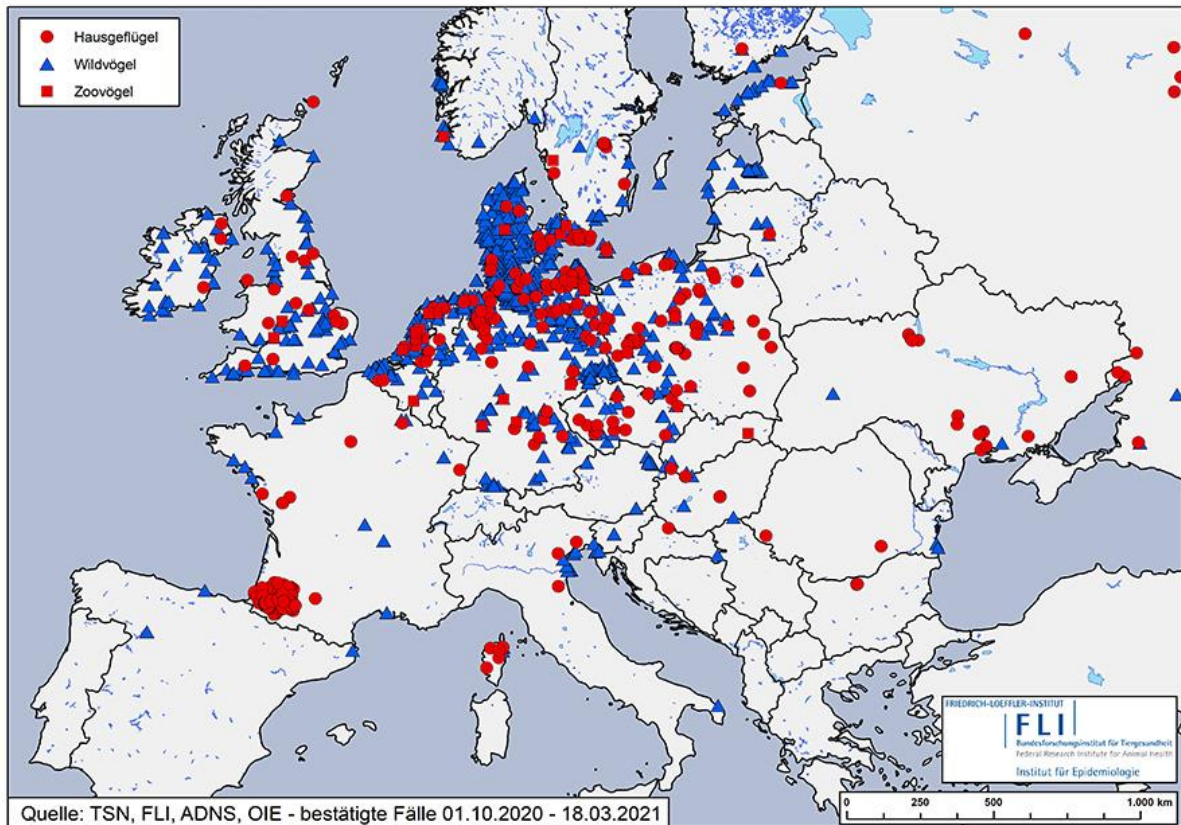 Hausgeflügel
Wildvögel
Zoovögel
FRIEDRICH-LOEFFLER-INSTITUT
FLI
Bundesforschungsinstitut für Tiergesundheit
Federal Research Institute for Animal Health
Institut für Epidemiologie
Quelle: TSN, FLI, ADNS, OIE - bestätigte Fälle 01.10.2020 - 18.03.2021
0 250 500 1.000 km